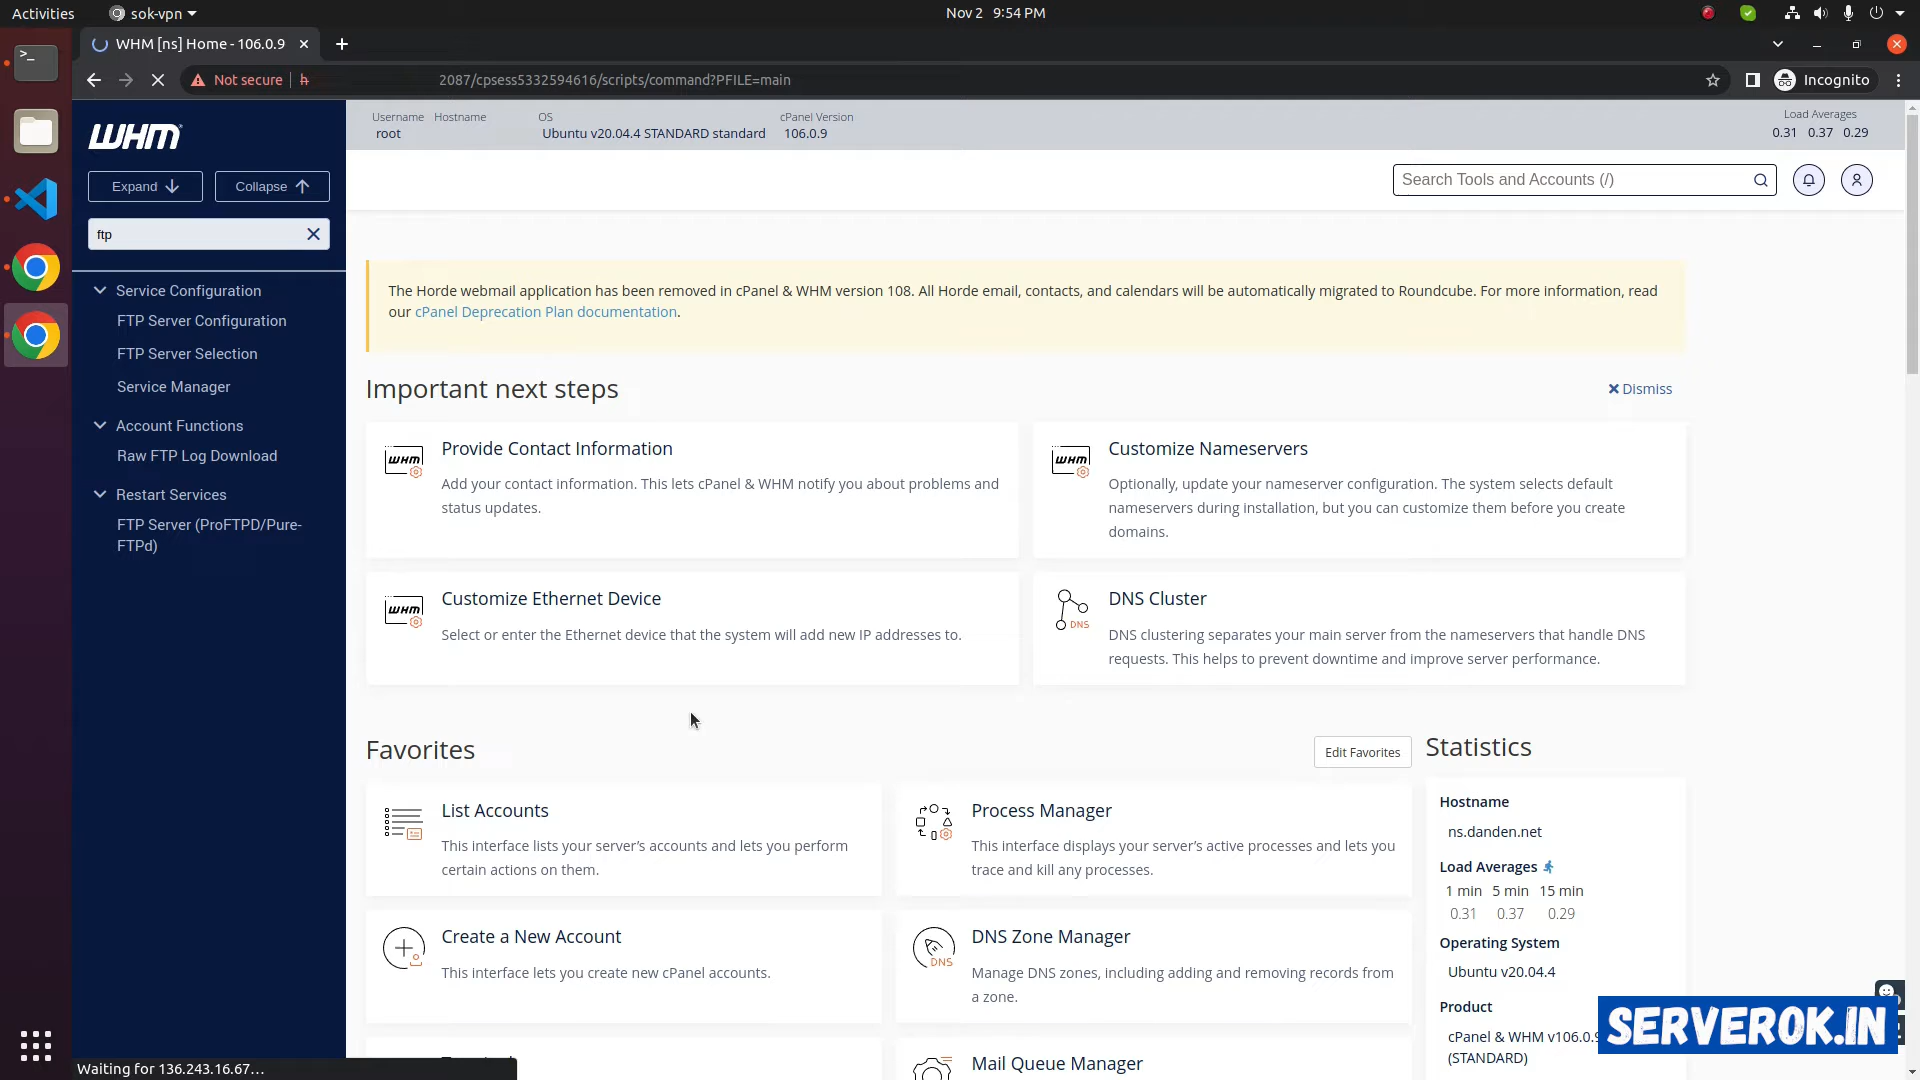 Activities
sok-vpn
Nov 2 9:54 PM
WHM [ns] Home - 106.0.9
Not secure
2087/cpsess5332594616/scripts/command?PFILE=main
Incognito
WHM
Expand
Collapse
ftp
Service Configuration
FTP Server Configuration
FTP Server Selection
Service Manager
Account Functions
Raw FTP Log Download
Restart Services
FTP Server (ProFTPD/Pure-
FTPd)
Username
root
Hostname
OS
Ubuntu v20.04.4 STANDARD standard
cPanel Version
106.0.9
Load Averages
0.31 0.37 0.29
Search Tools and Accounts (/)
The Horde webmail application has been removed in cPanel & WHM version 108. All Horde email, contacts, and calendars will be automatically migrated to Roundcube. For more information, read
our cPanel Deprecation Plan documentation.
Important next steps
Dismiss
Provide Contact Information
Add your contact information. This lets cPanel & WHM notify you about problems and
status updates.
Customize Nameservers
Optionally, update your nameserver configuration. The system selects default
nameservers during installation, but you can customize them before you create
domains.
Customize Ethernet Device
Select or enter the Ethernet device that the system will add new IP addresses to.
DNS Cluster
DNS clustering separates your main server from the nameservers that handle DNS
requests. This helps to prevent downtime and improve server performance.
Favorites
Edit Favorites
List Accounts
This interface lists your server’s accounts and lets you perform
certain actions on them.
Process Manager
This interface displays your server’s active processes and lets you
trace and kill any processes.
Create a New Account
This interface lets you create new cPanel accounts.
DNS Zone Manager
Manage DNS zones, including adding and removing records from
a zone.
Mail Queue Manager
Statistics
Hostname
ns.danden.net
Load Averages
1 min 5 min 15 min
0.31 0.37 0.29
Operating System
Ubuntu v20.04.4
Product
cPanel & WHM v106.0.9
(STANDARD)
Waiting for 136.243.16.67...
SERVEROK.IN